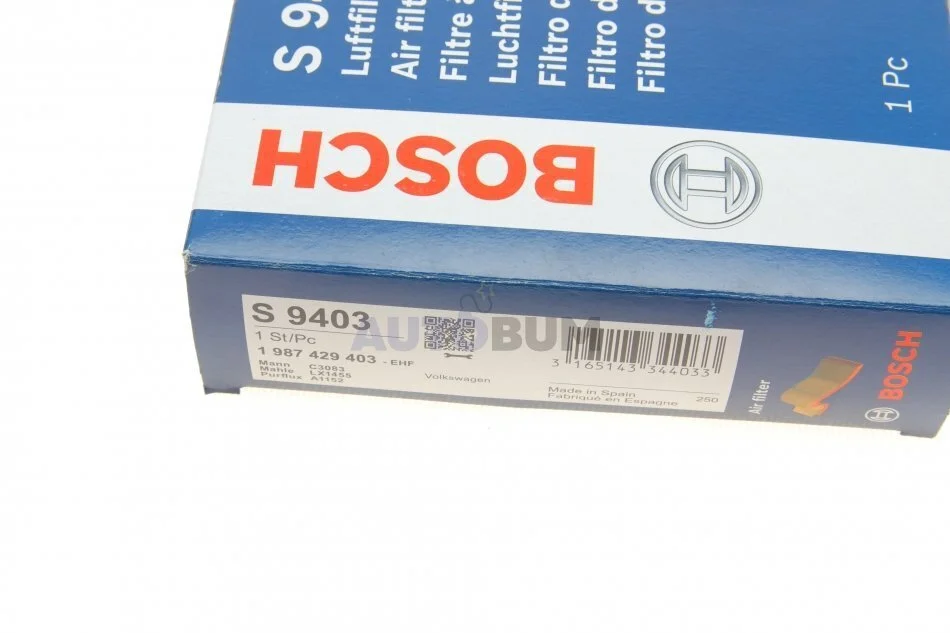 S 9
Luftfil
Air filt
Filtre à
Luchtfi
Filtro d
Filtro d
Filtro d
1 Pc
BOSCH
S 9403
1 St/Pc
1 987 429 403 - EHF
Mann C3083
Mahle LX1455
Purflux A1152
Volkswagen
3 165143 344033
Made in Spain
Fabriqué en Espagne 250
Air filter
BOSCH
AUTOBUM